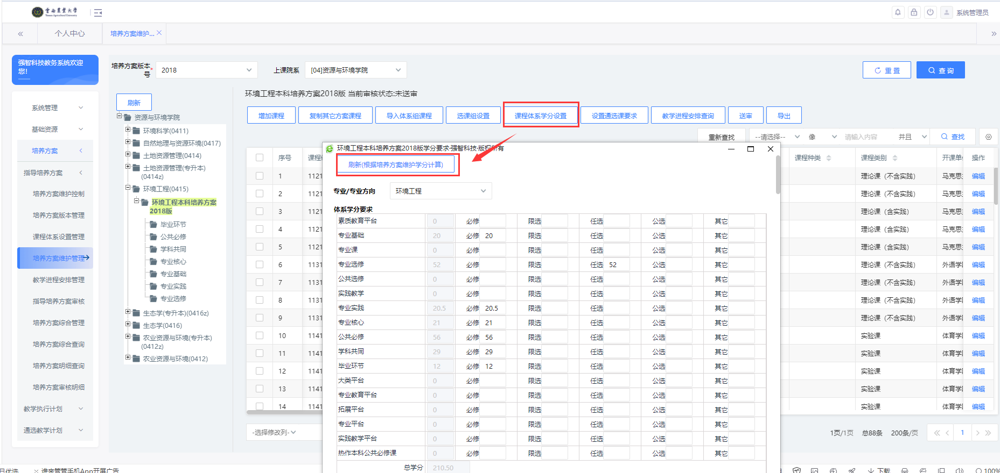 雲南農業大學
Yunnan Agricultural University
系统管理员
个人中心
培养方案维护...
强智科技教务系统欢迎
您!
培养方案版本*
号
2018
上课院系
[04]资源与环境学院
重 置
查 询
系统管理
基础资源
培养方案
指导培养方案
培养方案维护控制
培养方案版本管理
课程体系设置管理
培养方案维护管理
教学进程安排管理
指导培养方案审核
培养方案综合管理
培养方案综合查询
培养方案明细查询
培养方案审核明细
教学执行计划
通选教学计划
刷新
资源与环境学院
环境科学(0411)
自然地理与资源环境(0417)
土地资源管理(0414)
土地资源管理(专升本)
(0414z)
环境工程(0415)
环境工程本科培养方案
2018版
毕业环节
公共必修
学科共同
专业核心
专业基础
专业实践
专业选修
生态学(专升本)(0416z)
生态学(0416)
农业资源与环境(专升本)
(0412z)
农业资源与环境(0412)
环境工程本科培养方案2018版 当前审核状态:未送审
增加课程 复制其它方案课程 导入体系组课程 选课组设置 课程体系学分设置 设置通选课要求 教学进程安排查询 送审 导出
重新查找 --请选择-- 像 请输入内容 并且 查找
序号 课程
1 1121
2 1121
3 1121
4 1121
5 1121
6 1131
7 1131
8 1131
9 1131
10 1141
11 1141
12 1141
13 1141
14 1141
-选择修改列-
环境工程本科培养方案2018版学分要求·强智科技·版权所有
刷新(根据培养方案维护学分计算)
专业/专业方向 环境工程
体系学分要求
素质教育平台 0 必修 限选 任选 公选 其它
专业基础 20 必修 20 限选 任选 公选 其它
专业课 0 必修 限选 任选 公选 其它
专业选修 52 必修 限选 任选 52 公选 其它
公共选修 0 必修 限选 任选 公选 其它
实践教学 0 必修 限选 任选 公选 其它
专业实践 20.5 必修 20.5 限选 任选 公选 其它
专业核心 21 必修 21 限选 任选 公选 其它
公共必修 56 必修 56 限选 任选 公选 其它
学科共同 29 必修 29 限选 任选 公选 其它
毕业环节 12 必修 12 限选 任选 公选 其它
大类平台 0 必修 限选 任选 公选 其它
专业教育平台 0 必修 限选 任选 公选 其它
拓展平台 0 必修 限选 任选 公选 其它
专业平台 0 必修 限选 任选 公选 其它
实践教学平台 0 必修 限选 任选 公选 其它
热作本科公共必修课 0 必修 限选 任选 公选 其它
总学分 210.50
课程种类 课程类别 开课单 操作
理论课（不含实践） 马克思 编辑
理论课（不含实践） 马克思 编辑
理论课（含实践） 马克思 编辑
理论课（含实践） 马克思 编辑
理论课（含实践） 马克思 编辑
理论课（不含实践） 外语学 编辑
理论课（不含实践） 外语学 编辑
理论课（不含实践） 外语学 编辑
理论课（不含实践） 外语学 编辑
实验课 体育学 编辑
实验课 体育学 编辑
实验课 体育学 编辑
实验课 体育学 编辑
实验课 体育学 编辑
1页/1页 总88条 200条/页 1
日优选 谁来管管手机App开屏广告
下载 100%